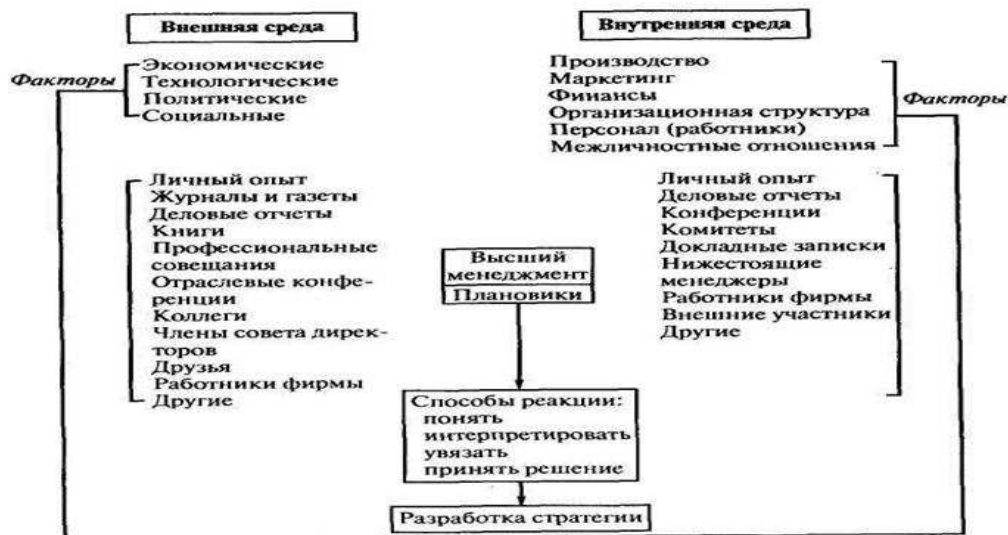 Внешняя среда
Факторы
Экономические
Технологические
Политические
Социальные
Личный опыт
Журналы и газеты
Деловые отчеты
Книги
Профессиональные
совещания
Отраслевые конфе-
ренции
Коллеги
Члены совета дирек-
торов
Друзья
Работники фирмы
Другие
Высший
менеджмент
Плановики
Способы реакции:
понять
интерпретировать
увязать
принять решение
Разработка стратегии
Внутренняя среда
Производство
Маркетинг
Финансы
Организационная структура
Персонал (работники)
Межличностные отношения
Факторы
Личный опыт
Деловые отчеты
Конференции
Комитеты
Докладные записки
Нижестоящие
менеджеры
Работники фирмы
Внешние участники
Другие